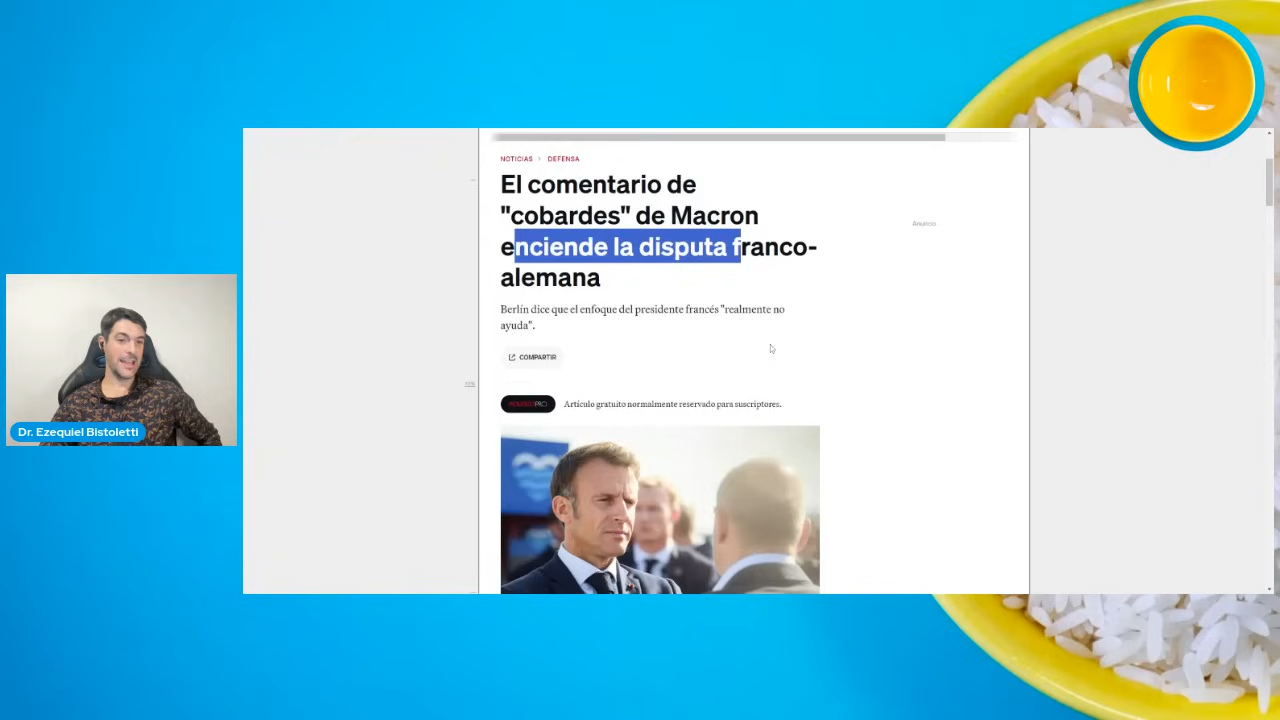 NOTICIAS > DEFENSA
El comentario de
"cobardes" de Macron
enciende la disputa franco-
alemana
Anuncio
Berlín dice que el enfoque del presidente francés "realmente no
ayuda".
COMPARTIR
PRO Artículo gratuito normalmente reservado para suscriptores.
Dr. Ezequiel Bistoletti